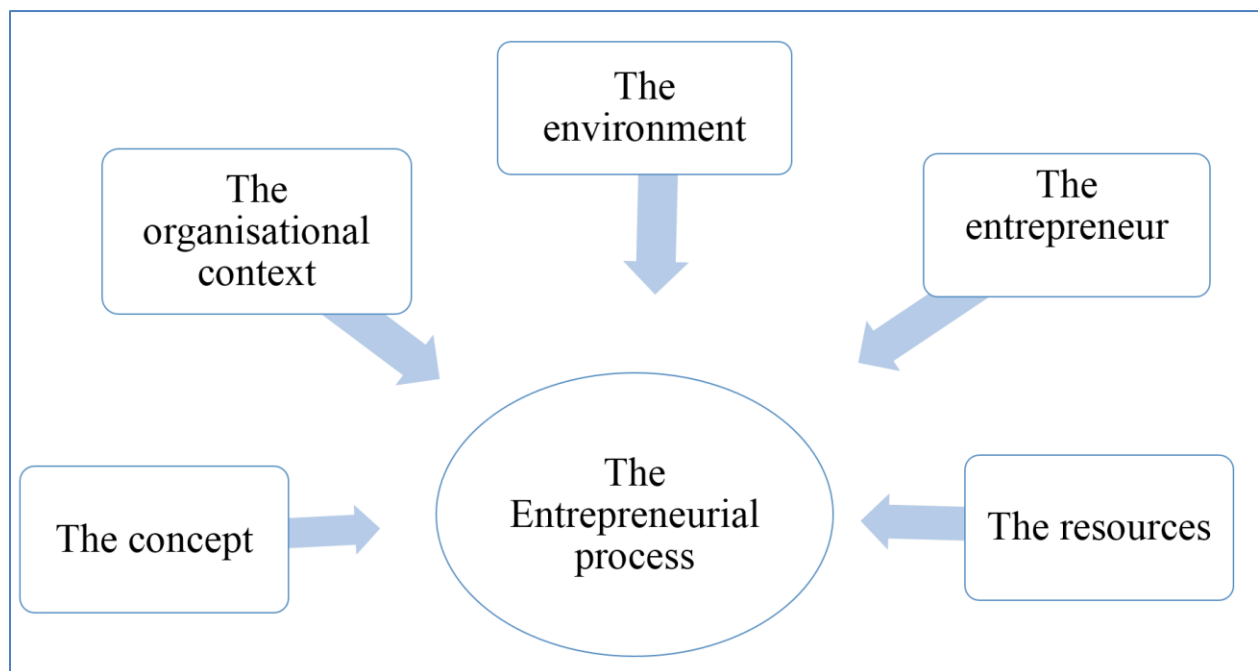 The
environment
The
organisational
context
The
entrepreneur
The concept
The
Entrepreneurial
process
The resources